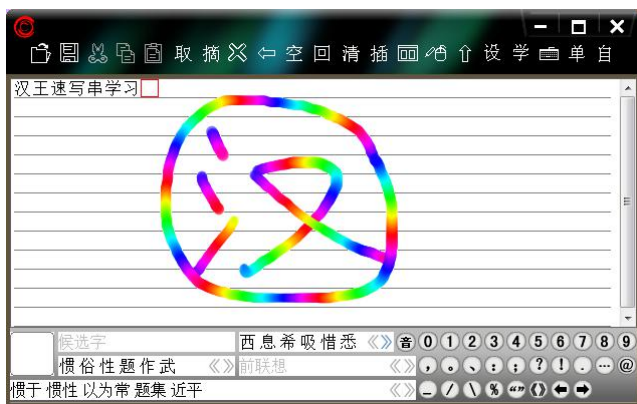 取 摘 空 回 清 插 设 学 单 自
汉王速写串学习
汉
候选字 西息希吸惜悉 《》 音 0 1 2 3 4 5 6 7 8 9
惯俗性题作武 《》 前联想 《》 , 。 、 : ; ? ! . … @
惯于 惯性 以为常 题集 近平 《》 – / \ % “” 《》